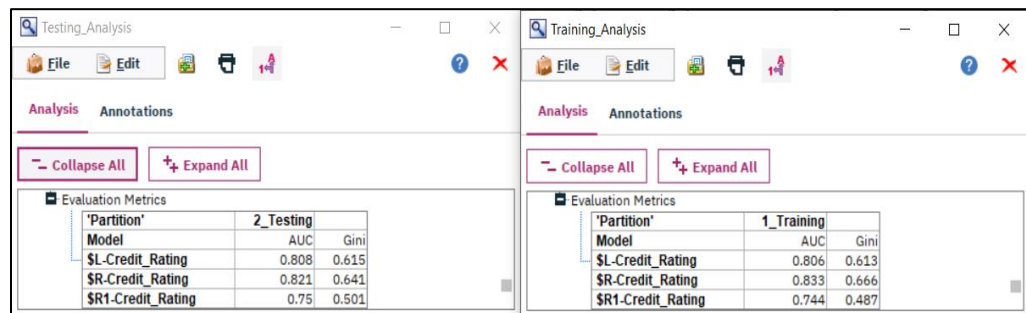 Testing_Analysis
File Edit
Analysis Annotations
Collapse All Expand All
Evaluation Metrics
'Partition' 2_Testing
Model AUC Gini
$L-Credit_Rating 0.808 0.615
$R-Credit_Rating 0.821 0.641
$R1-Credit_Rating 0.75 0.501
Training_Analysis
File Edit
Analysis Annotations
Collapse All Expand All
Evaluation Metrics
'Partition' 1_Training
Model AUC Gini
$L-Credit_Rating 0.806 0.613
$R-Credit_Rating 0.833 0.666
$R1-Credit_Rating 0.744 0.487